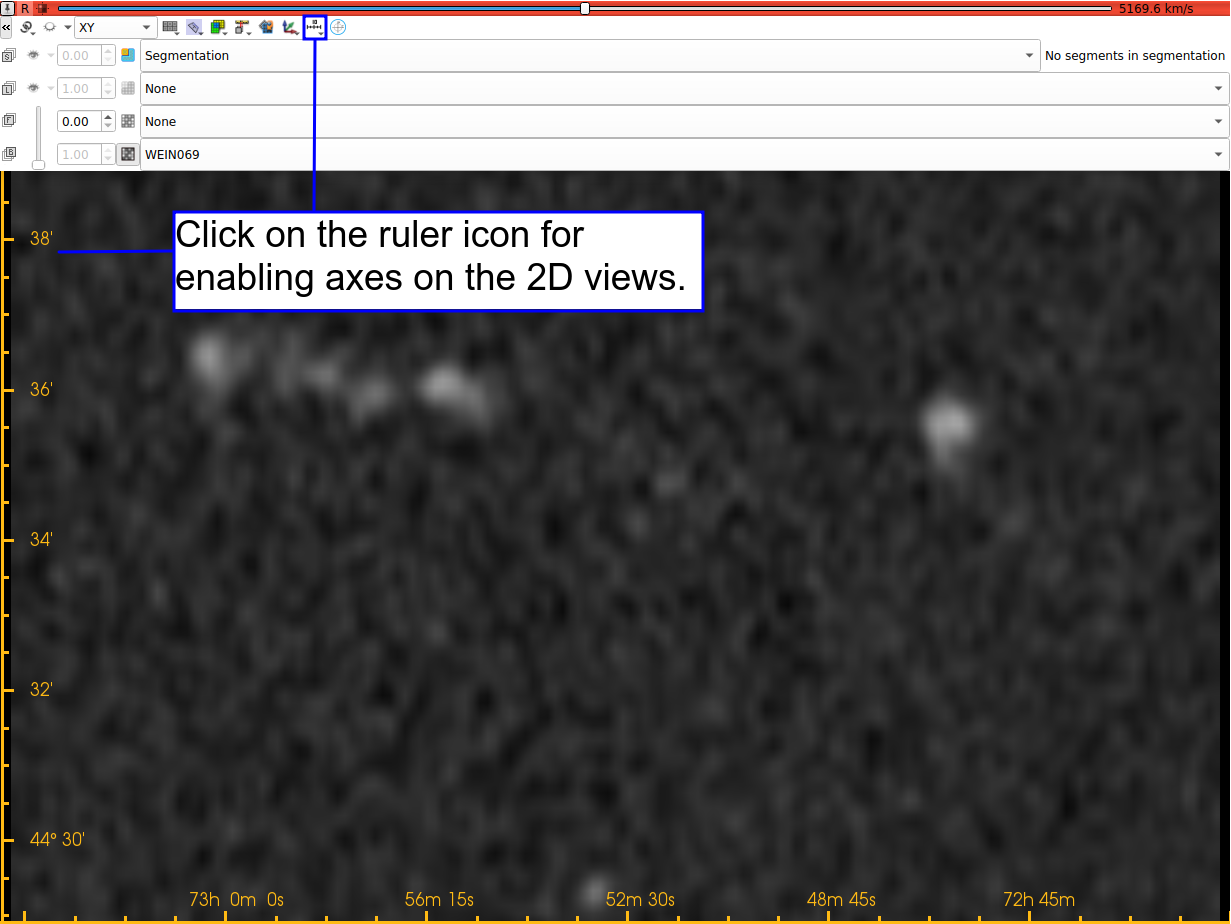 R 5169.6 km/s
« XY
S 0.00 Segmentation No segments in segmentation
L 1.00 None
F 0.00 None
B 1.00 WEIN069
Click on the ruler icon for
enabling axes on the 2D views.
38'
36'
34'
32'
44° 30'
73h 0m 0s 56m 15s 52m 30s 48m 45s 72h 45m